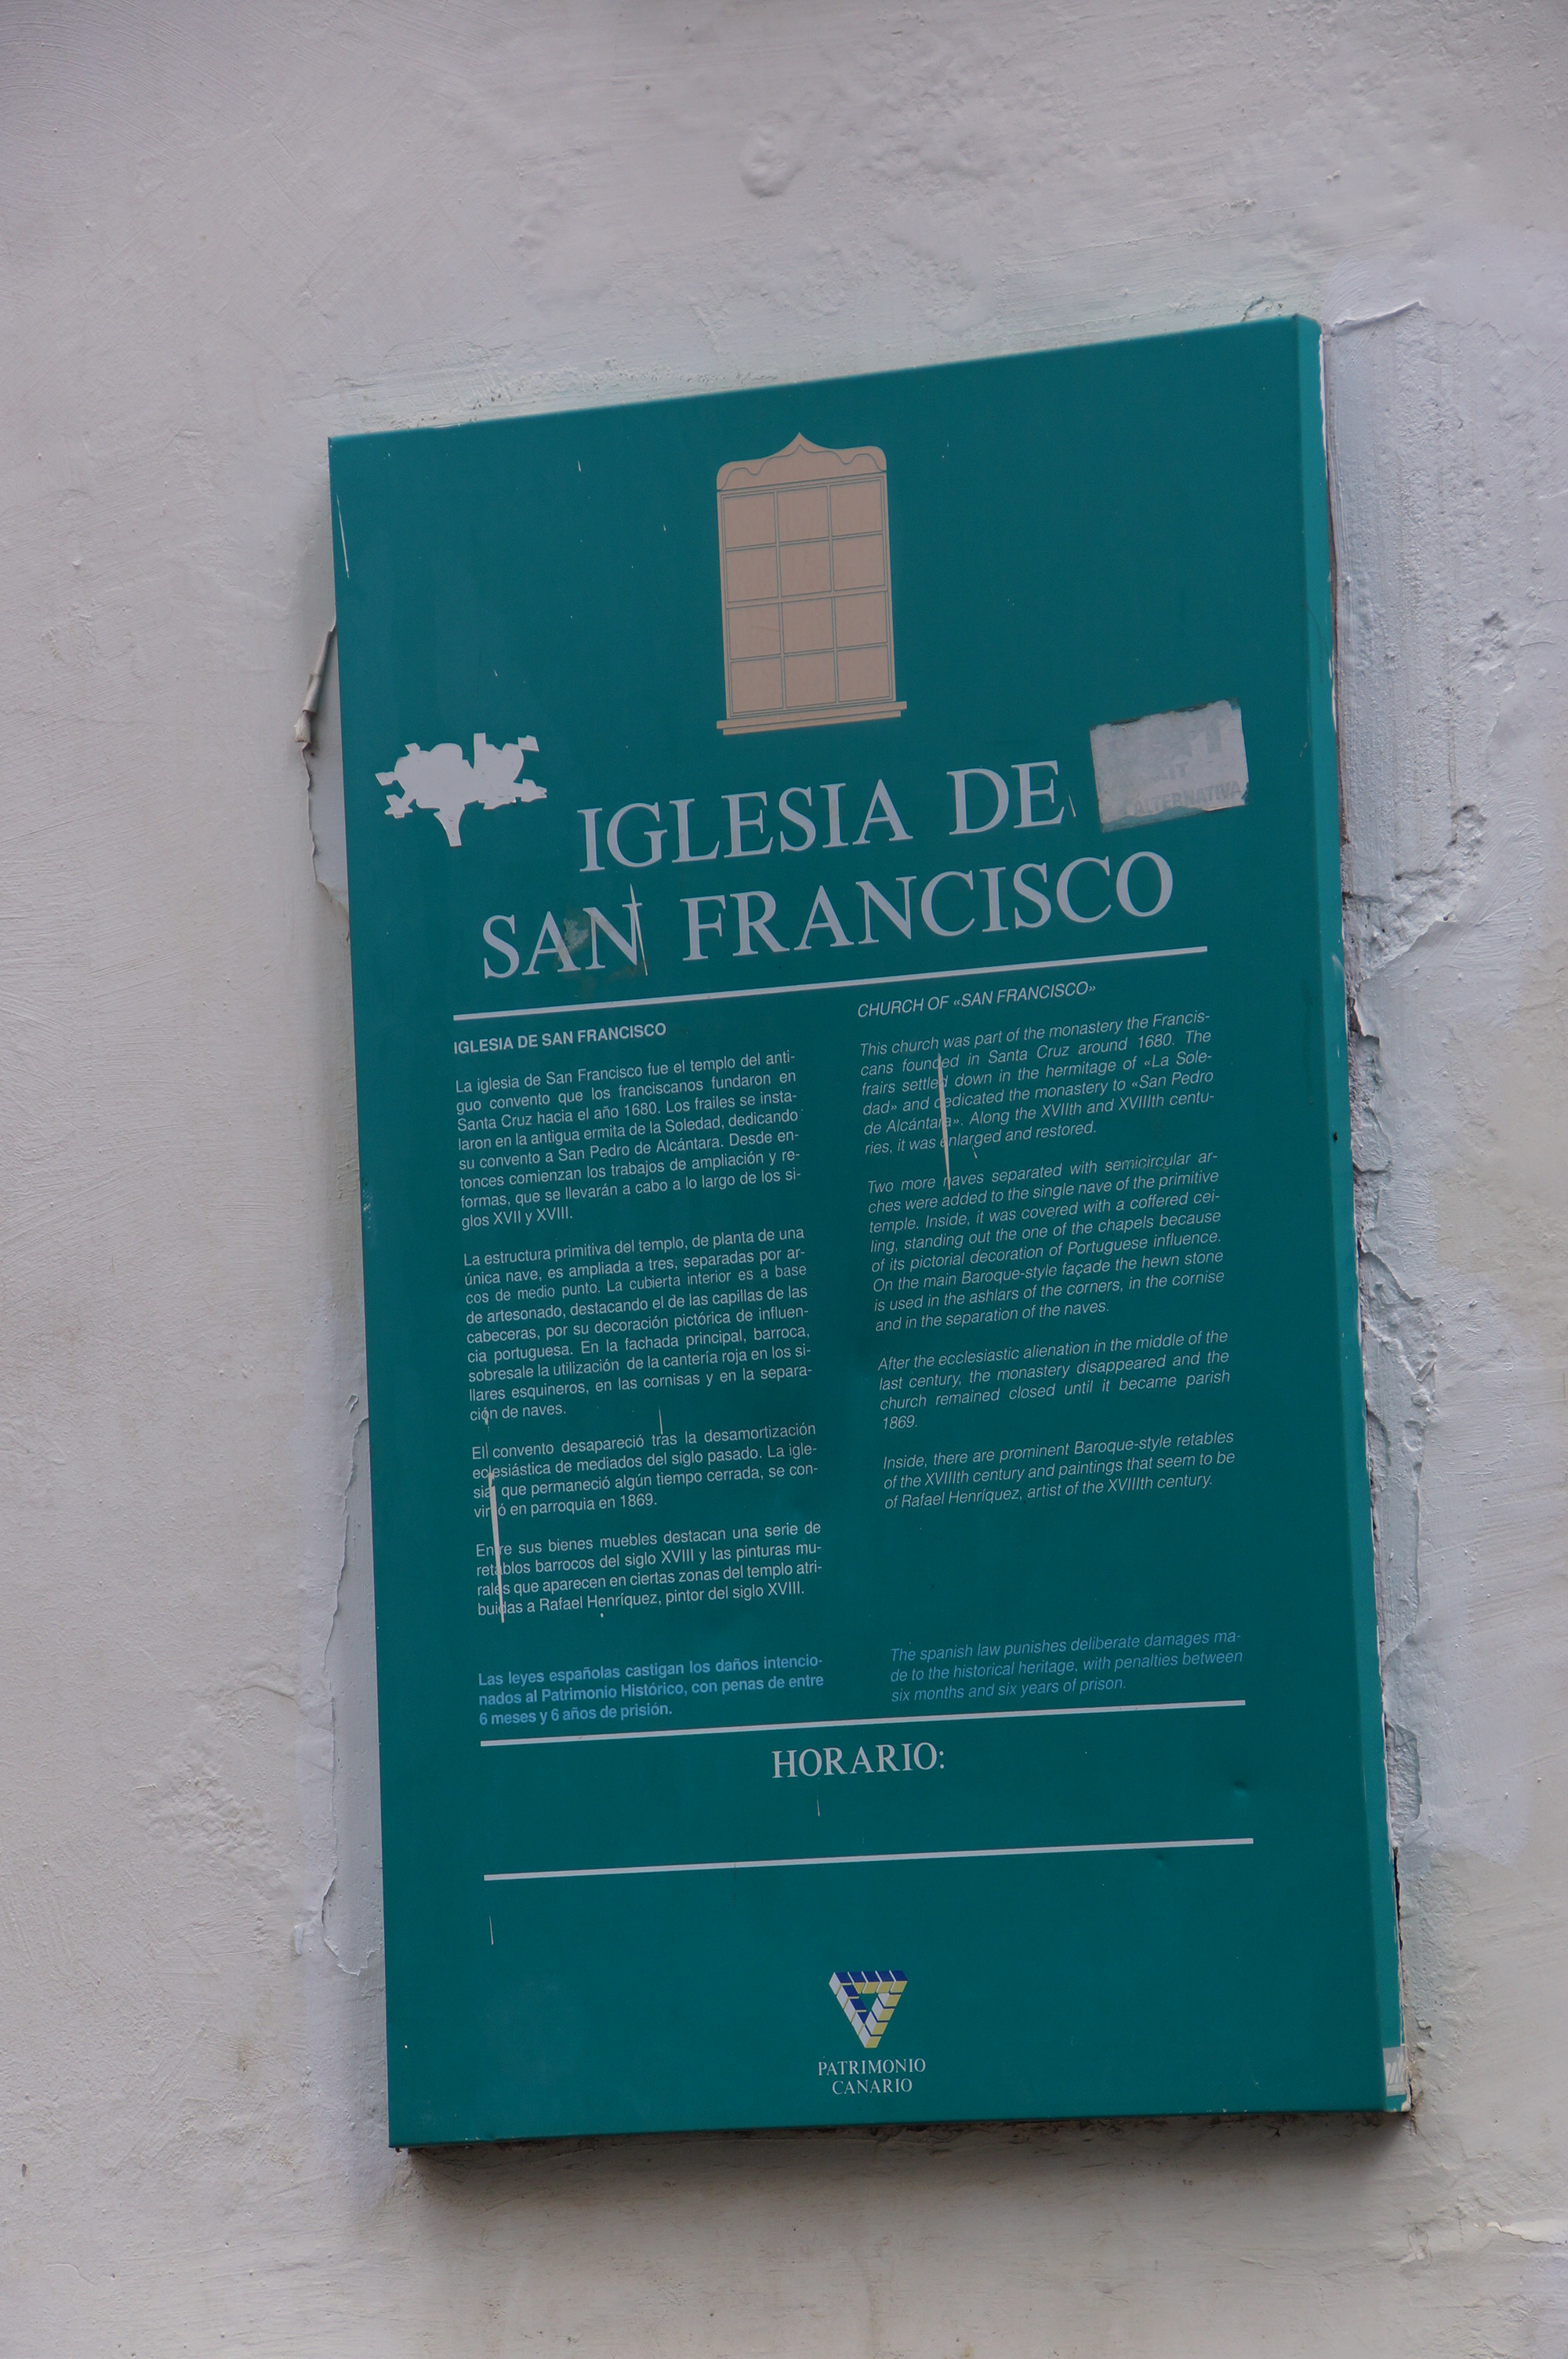 IGLESIA DE
SAN FRANCISCO
ALTERNATIVA
IGLESIA DE SAN FRANCISCO
La iglesia de San Francisco fue el templo del anti-
guo convento que los franciscanos fundaron en
Santa Cruz hacia el año 1680. Los frailes se insta-
laron en la antigua ermita de la Soledad, dedicando
su convento a San Pedro de Alcántara. Desde en-
tonces comienzan los trabajos de ampliación y re-
formas, que se llevarán a cabo a lo largo de los si-
glos XVII y XVIII.
La estructura primitiva del templo, de planta de una
única nave, es ampliada a tres, separadas por ar-
cos de medio punto. La cubierta interior es a base
de artesonado, destacando el de las capillas de las
cabeceras, por su decoración pictórica de influen-
cia portuguesa. En la fachada principal, barroca,
sobresale la utilización de la cantería roja en los si-
llares esquineros, en las cornisas y en la separa-
ción de naves.
El convento desapareció tras la desamortización
eclesiástica de mediados del siglo pasado. La igle-
sia, que permaneció algún tiempo cerrada, se con-
virtió en parroquia en 1869.
Entre sus bienes muebles destacan una serie de
retablos barrocos del siglo XVIII y las pinturas mu-
rales que aparecen en ciertas zonas del templo atri-
buidas a Rafael Henríquez, pintor del siglo XVIII.
Las leyes españolas castigan los daños intencio-
nados al Patrimonio Histórico, con penas de entre
6 meses y 6 años de prisión.
CHURCH OF «SAN FRANCISCO»
This church was part of the monastery the Francis-
cans founded in Santa Cruz around 1680. The
frairs settled down in the hermitage of «La Sole-
dad» and dedicated the monastery to «San Pedro
de Alcántara». Along the XVIIth and XVIIIth centu-
ries, it was enlarged and restored.
Two more naves separated with semicircular ar-
ches were added to the single nave of the primitive
temple. Inside, it was covered with a coffered cei-
ling, standing out the one of the chapels because
of its pictorial decoration of Portuguese influence.
On the main Baroque-style façade the hewn stone
is used in the ashlars of the corners, in the cornise
and in the separation of the naves.
After the ecclesiastic alienation in the middle of the
last century, the monastery disappeared and the
church remained closed until it became parish
1869.
Inside, there are prominent Baroque-style retables
of the XVIIIth century and paintings that seem to be
of Rafael Henríquez, artist of the XVIIIth century.
The spanish law punishes deliberate damages ma-
de to the historical heritage, with penalties between
six months and six years of prison.
HORARIO:
PATRIMONIO
CANARIO